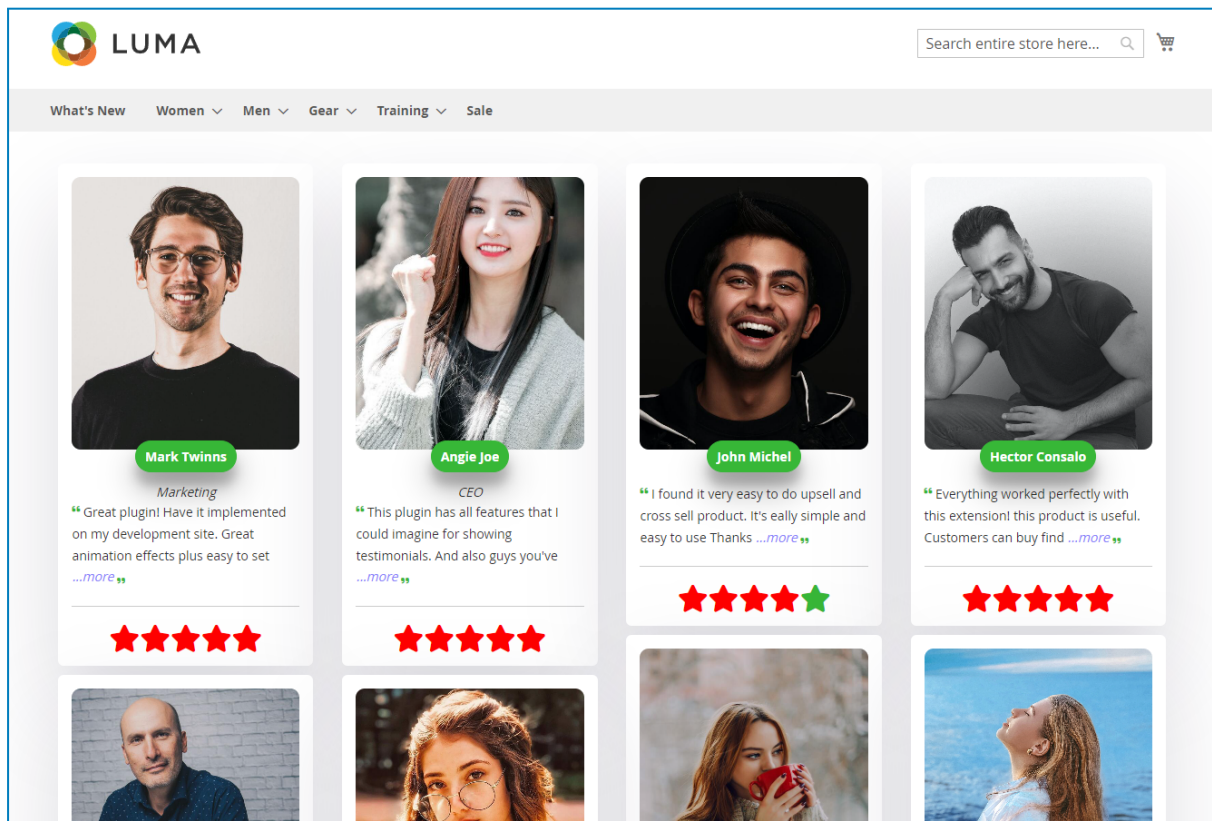 LUMA
Search entire store here...
What's New Women Men Gear Training Sale
Mark Twinns
Marketing
“ Great plugin! Have it implemented
on my development site. Great
animation effects plus easy to set
...more ”
Angie Joe
CEO
“ This plugin has all features that I
could imagine for showing
testimonials. And also guys you've
...more ”
John Michel
“ I found it very easy to do upsell and
cross sell product. It's eally simple and
easy to use Thanks ...more ”
Hector Consalo
“ Everything worked perfectly with
this extension! this product is useful.
Customers can buy find ...more ”